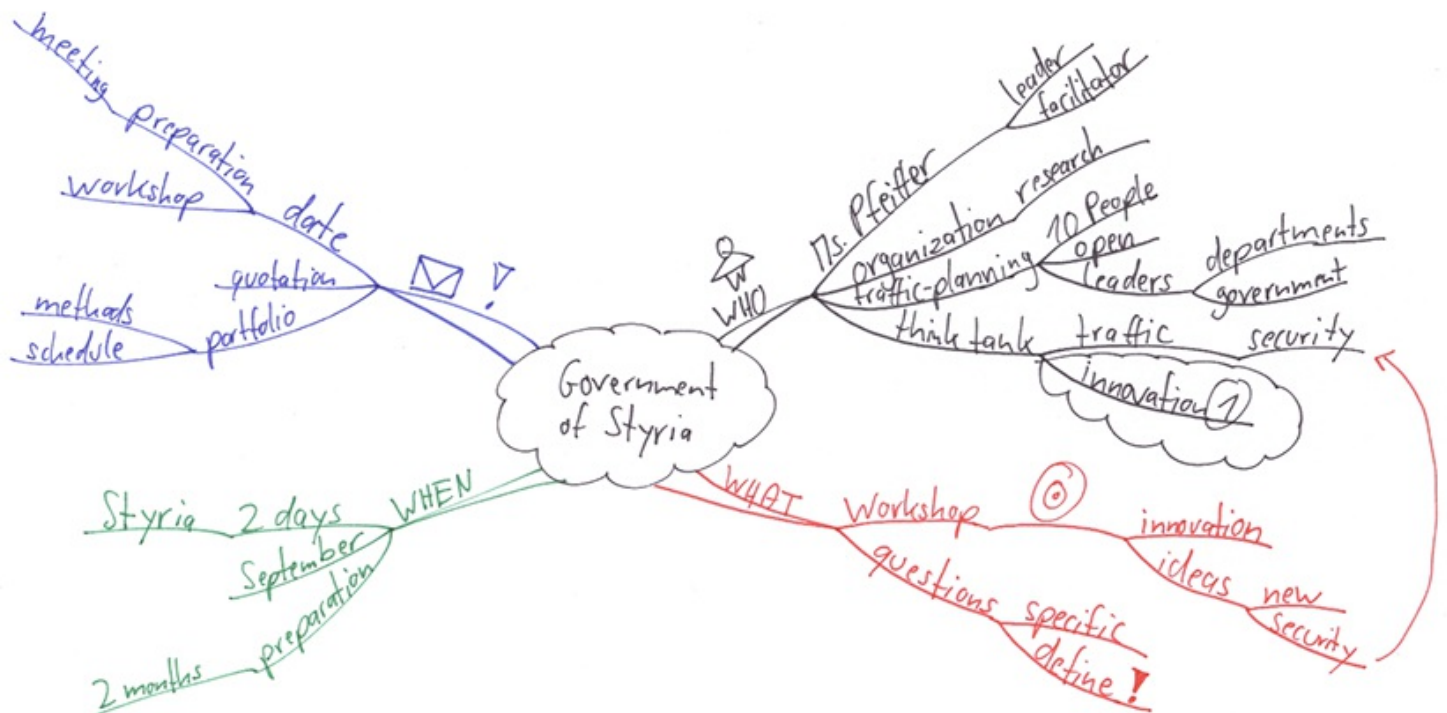 Government
of Styria
WHO
Ms. Pfeiffer
leader
facilitator
organization research
traffic-planning
10 People
open
leaders
departments
government
think tank
traffic
security
innovation 1
WHAT
Workshop
innovation
ideas
new
security
questions
specific
define!
WHEN
2 days
Styria
September
preparation
2 months
!
date
preparation
meeting
workshop
quotation
portfolio
methods
schedule